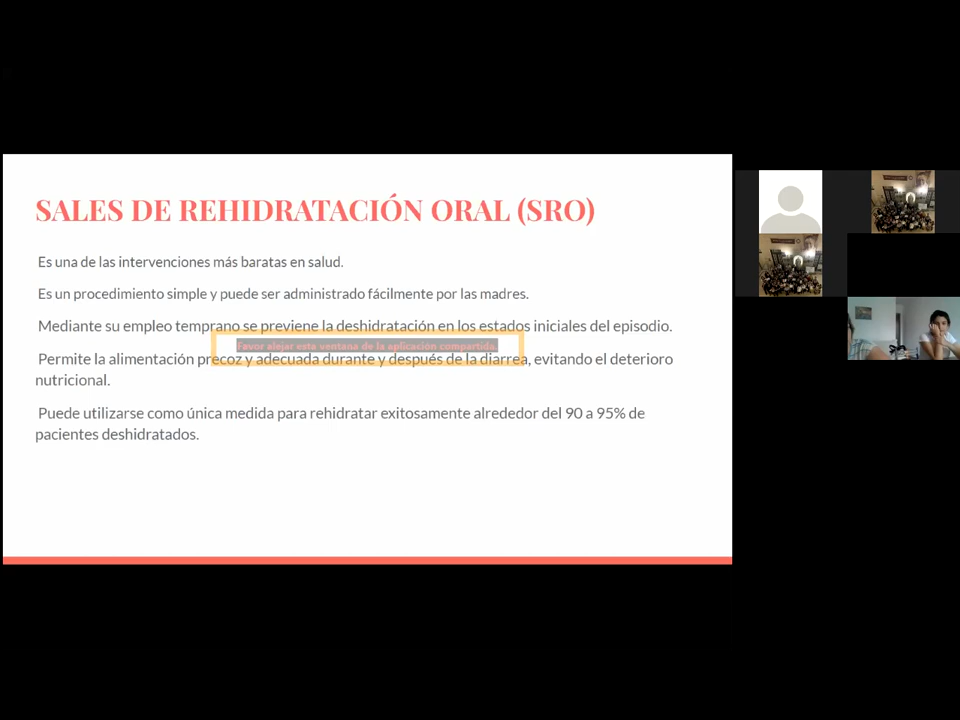 SALES DE REHIDRATACIÓN ORAL (SRO)
Es una de las intervenciones más baratas en salud.
Es un procedimiento simple y puede ser administrado fácilmente por las madres.
Mediante su empleo temprano se previene la deshidratación en los estados iniciales del episodio.
Favor alejar esta ventana de la aplicación compartida.
Permite la alimentación precoz y adecuada durante y después de la diarrea, evitando el deterioro
nutricional.
Puede utilizarse como única medida para rehidratar exitosamente alrededor del 90 a 95% de
pacientes deshidratados.